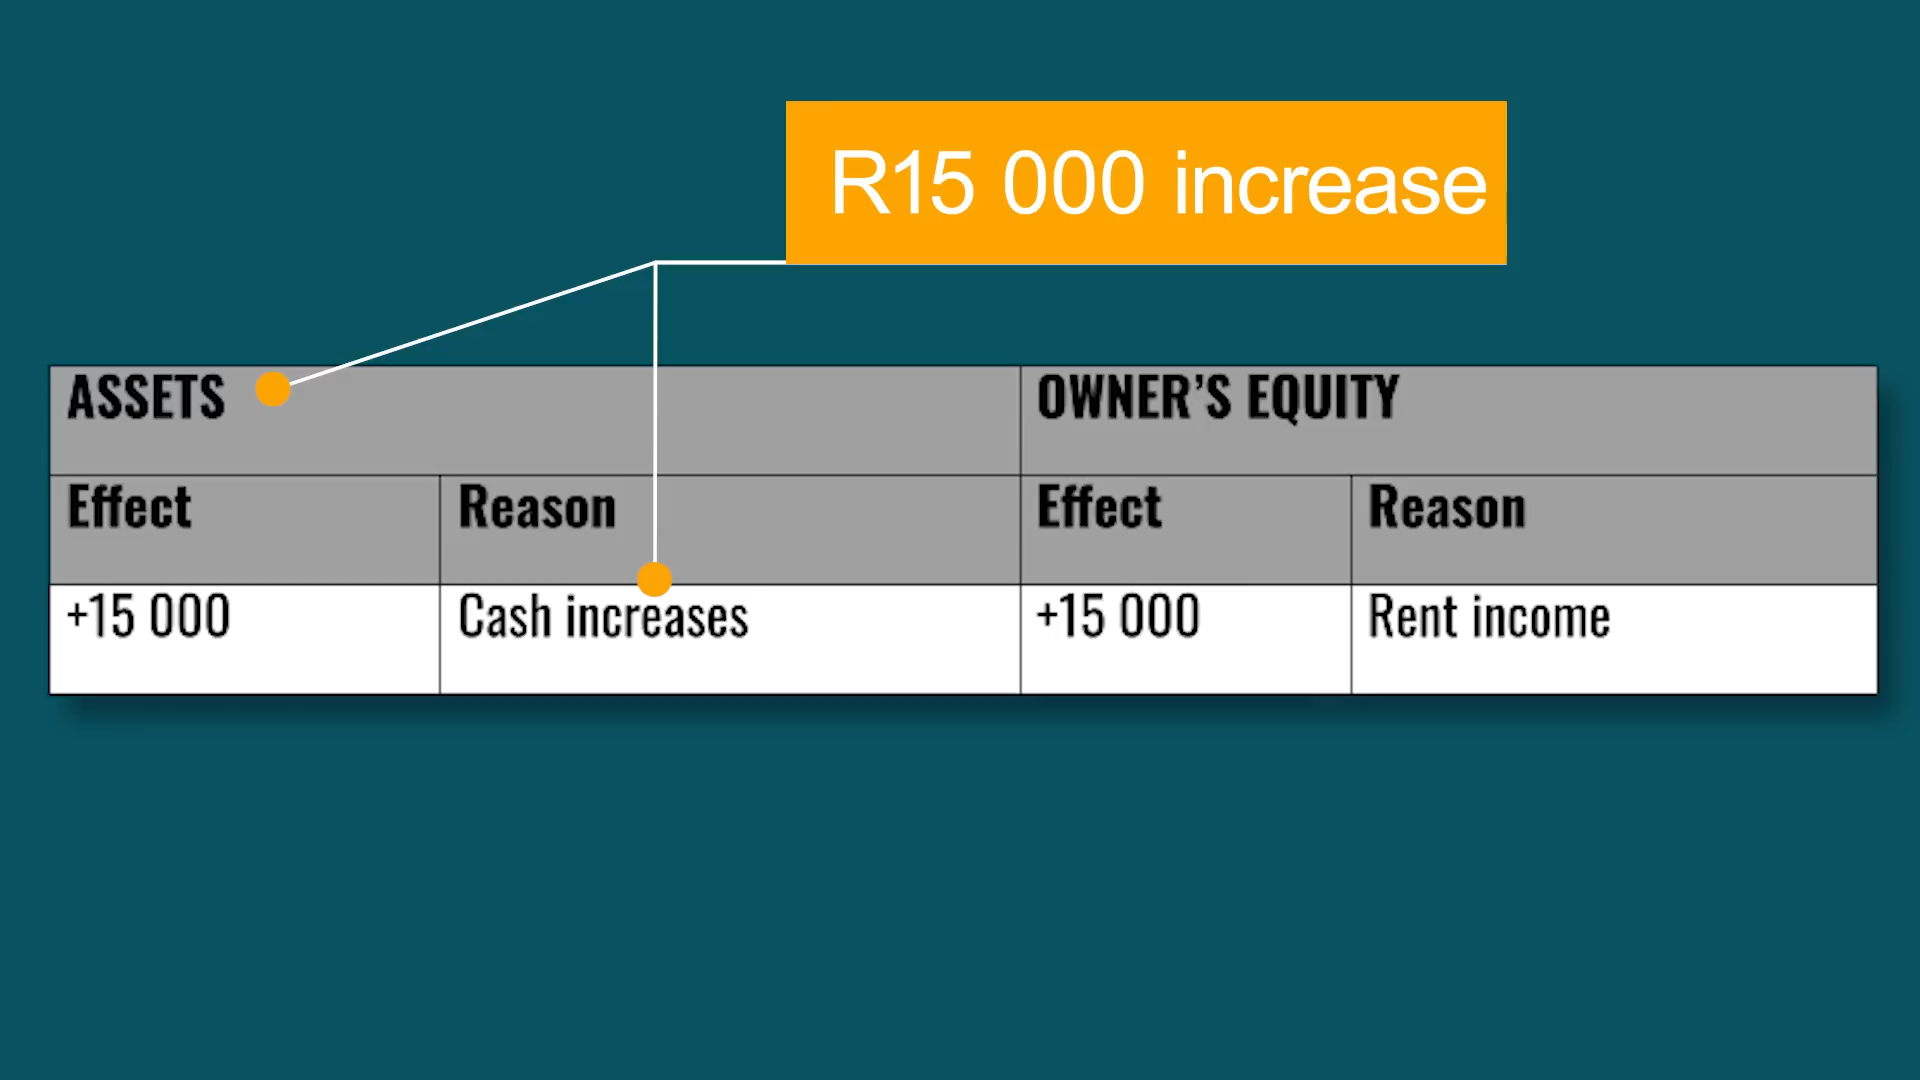 R15 000 increase
ASSETS OWNER’S EQUITY
Effect Reason Effect Reason
+15 000 Cash increases +15 000 Rent income